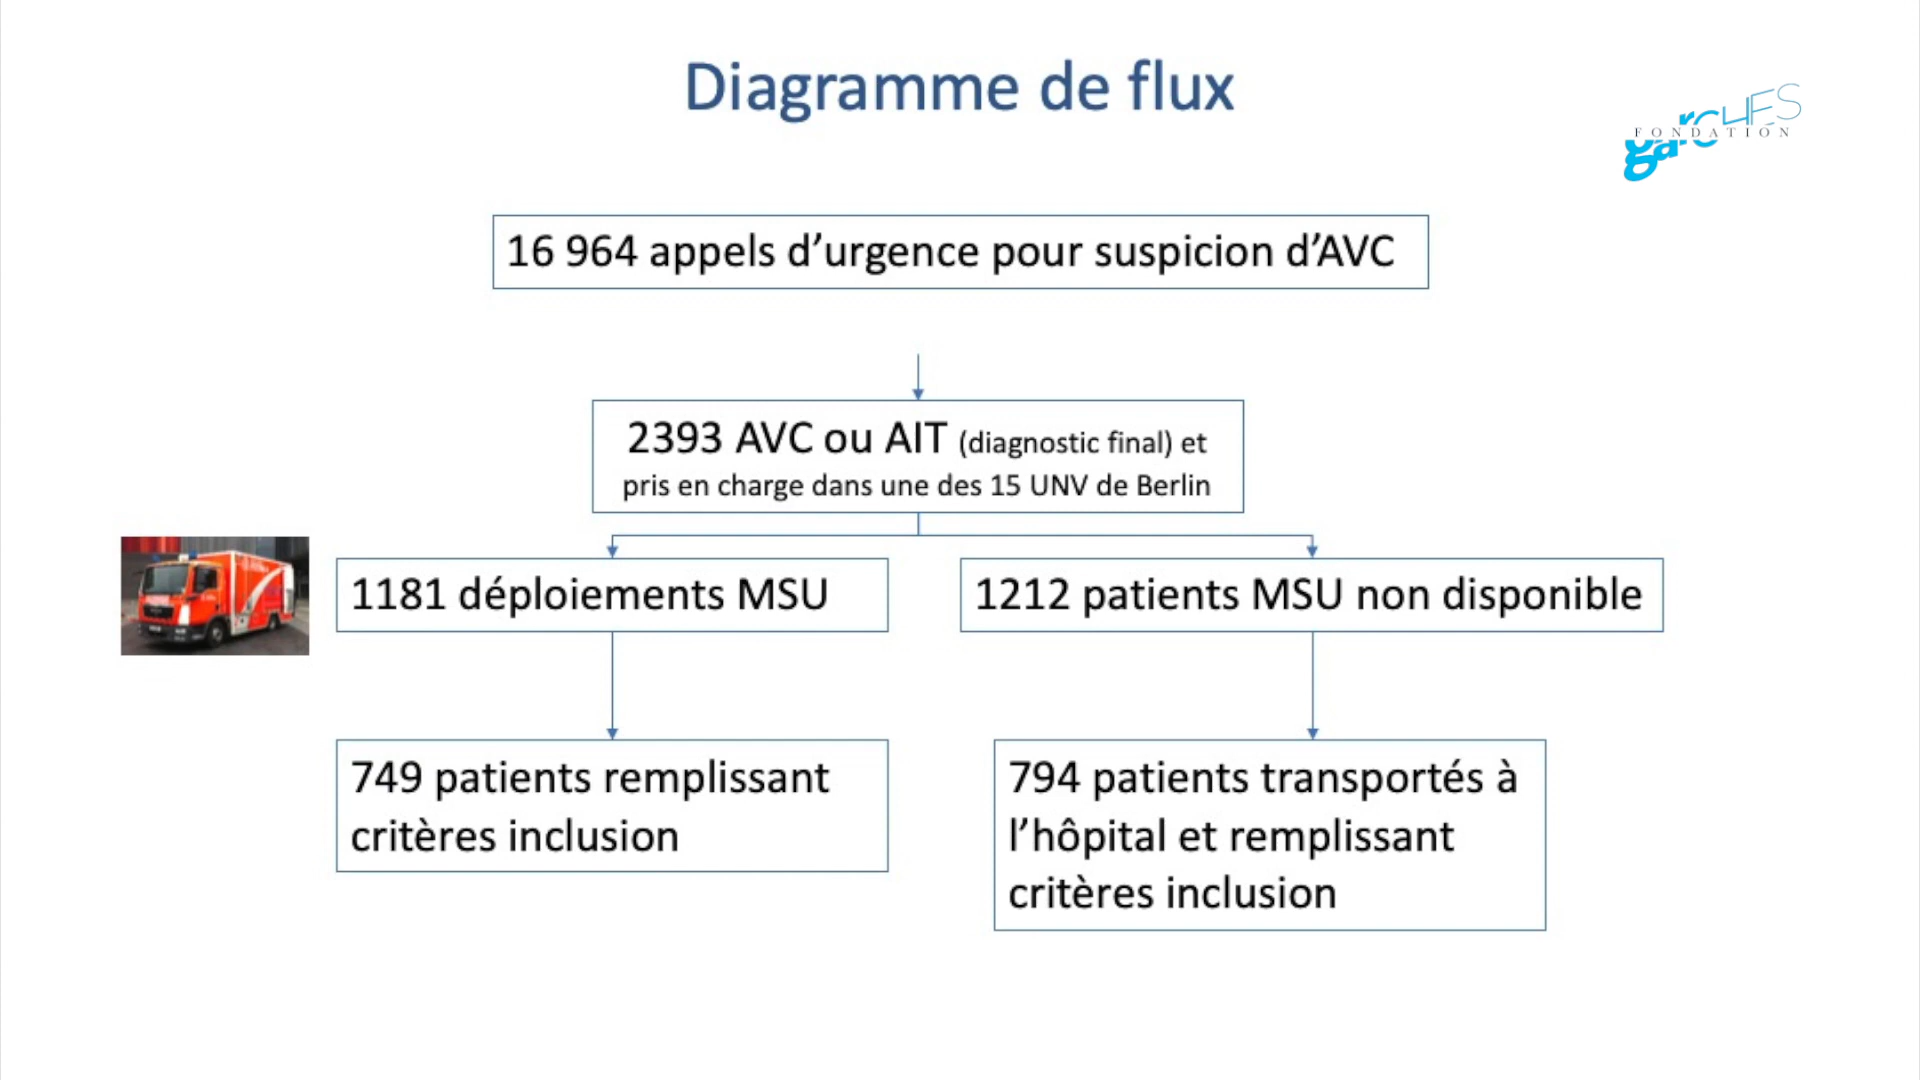 Diagramme de flux
garcHES
FONDATION
16 964 appels d’urgence pour suspicion d’AVC
2393 AVC ou AIT (diagnostic final) et
pris en charge dans une des 15 UNV de Berlin
1181 déploiements MSU
1212 patients MSU non disponible
749 patients remplissant
critères inclusion
794 patients transportés à
l’hôpital et remplissant
critères inclusion